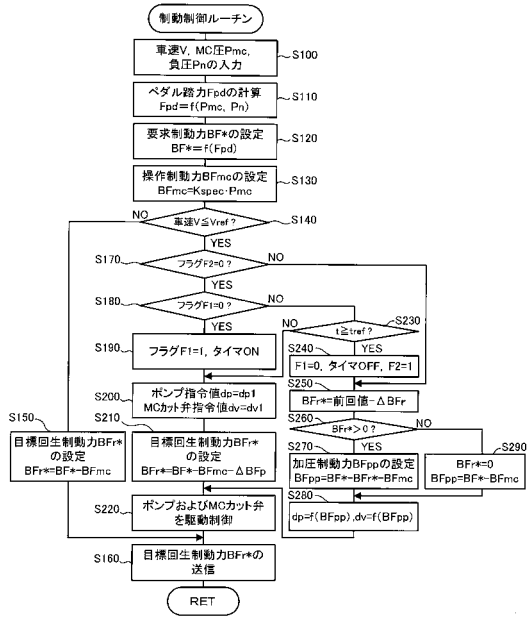 制動制御ルーチン
車速V, MC圧Pmc,
負圧Pnの入力
S100
ペダル踏力Fpdの計算
Fpd=f(Pmc, Pn)
S110
要求制動力BF*の設定
BF*=f(Fpd)
S120
操作制動力BFmcの設定
BFmc=Kspec·Pmc
S130
車速V≦Vref?
S140
NO
YES
S170
フラグF2=0?
NO
YES
S180
フラグF1=0?
NO
YES
S190
フラグF1=1, タイマON
S230
t≧tref?
NO
YES
S240
F1=0, タイマOFF, F2=1
S200
ポンプ指令値dp=dp1
MCカット弁指令値dv=dv1
S250
BFr*=前回値-ΔBFr
S260
BFr*>0?
NO
YES
S150
目標回生制動力BFr*
の設定
BFr*=BF*-BFmc
S210
目標回生制動力BFr*
の設定
BFr*=BF*-BFmc-ΔBFp
S270
加圧制動力BFppの設定
BFpp=BF*-BFr*-BFmc
S290
BFr*=0
BFpp=BF*-BFmc
S220
ポンプおよびMCカット弁
を駆動制御
S280
dp=f(BFpp),dv=f(BFpp)
S160
目標回生制動力BFr*の
送信
RET